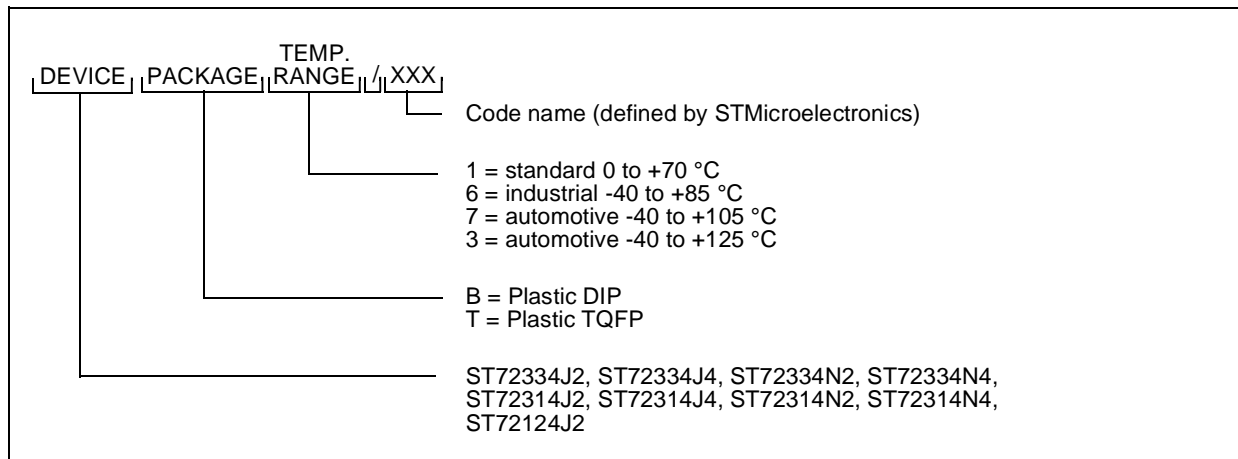 TEMP.
DEVICE PACKAGE RANGE / XXX
Code name (defined by STMicroelectronics)
1 = standard 0 to +70 °C
6 = industrial -40 to +85 °C
7 = automotive -40 to +105 °C
3 = automotive -40 to +125 °C
B = Plastic DIP
T = Plastic TQFP
ST72334J2, ST72334J4, ST72334N2, ST72334N4,
ST72314J2, ST72314J4, ST72314N2, ST72314N4,
ST72124J2